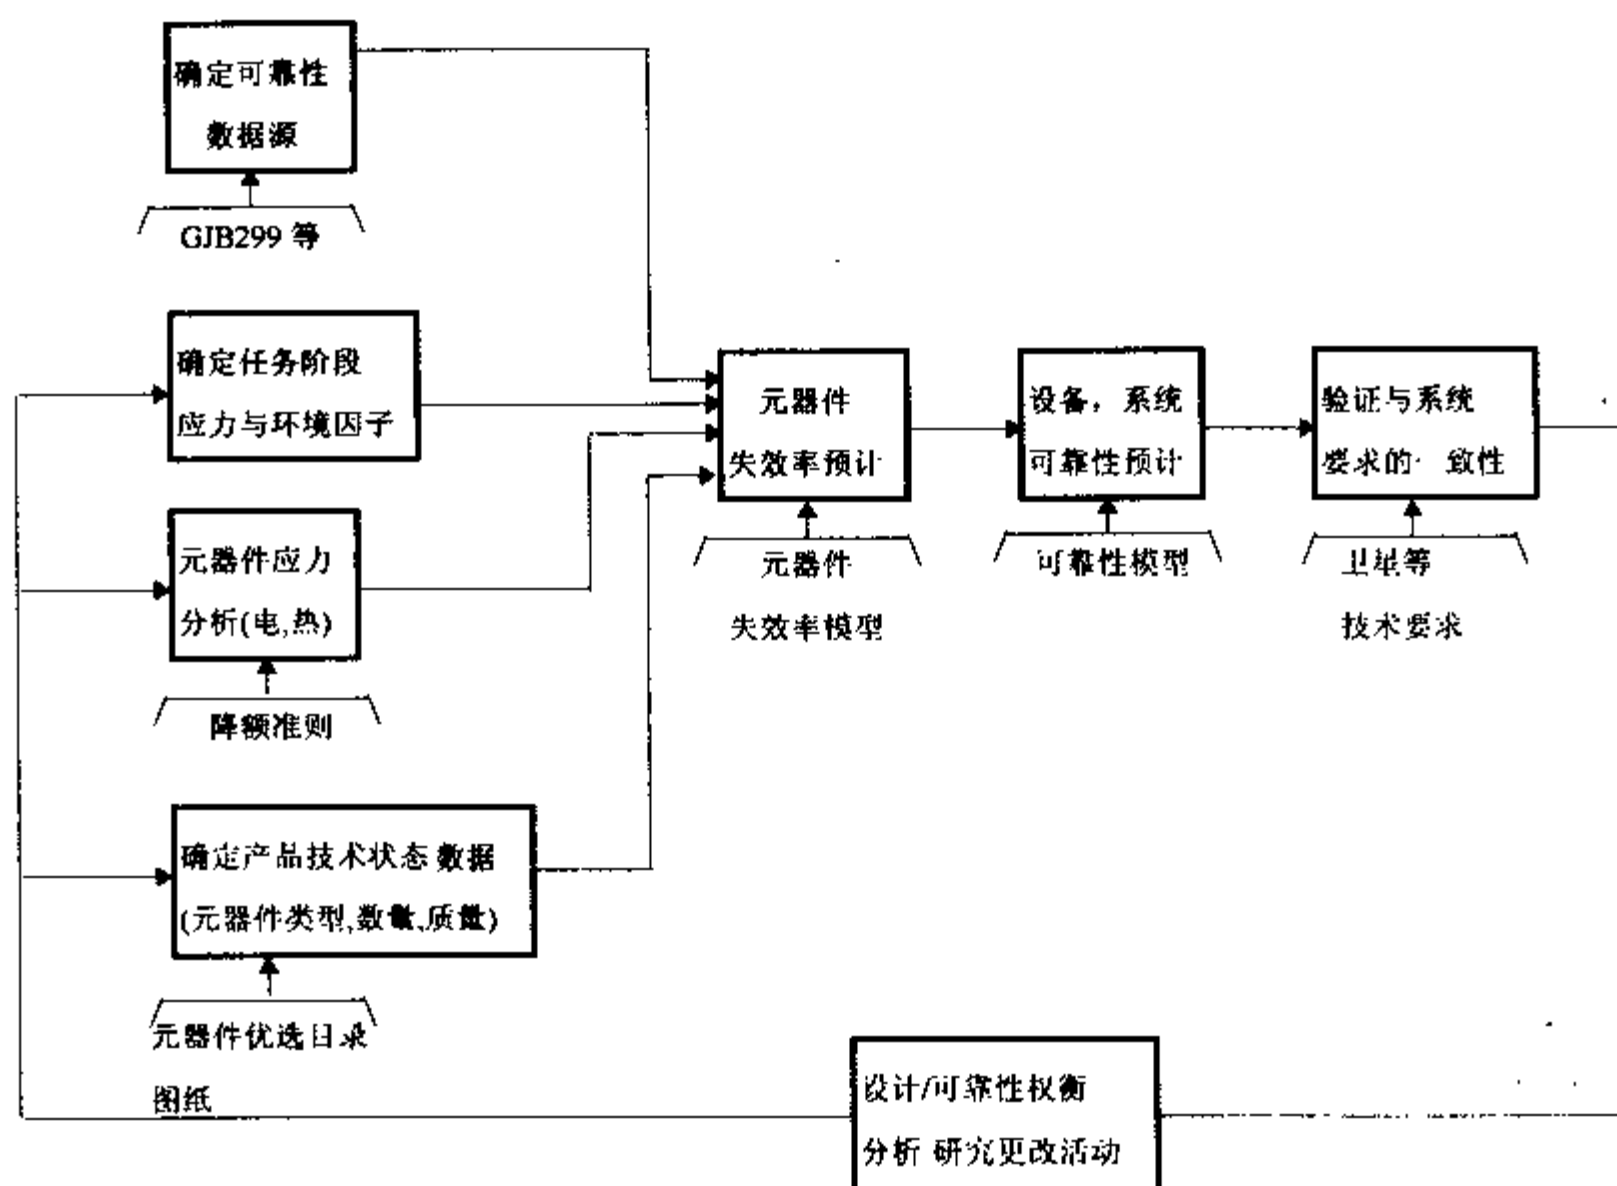 确定可靠性
数据源
GJB299 等
确定任务阶段
应力与环境因子
元器件应力
分析(电,热)
降额准则
确定产品技术状态 数据
(元器件类型,数量,质量)
元器件优选目录
图纸
元器件
失效率预计
元器件
失效率模型
设备，系统
可靠性预计
可靠性模型
验证与系统
要求的一致性
卫星等
技术要求
设计/可靠性权衡
分析 研究更改活动